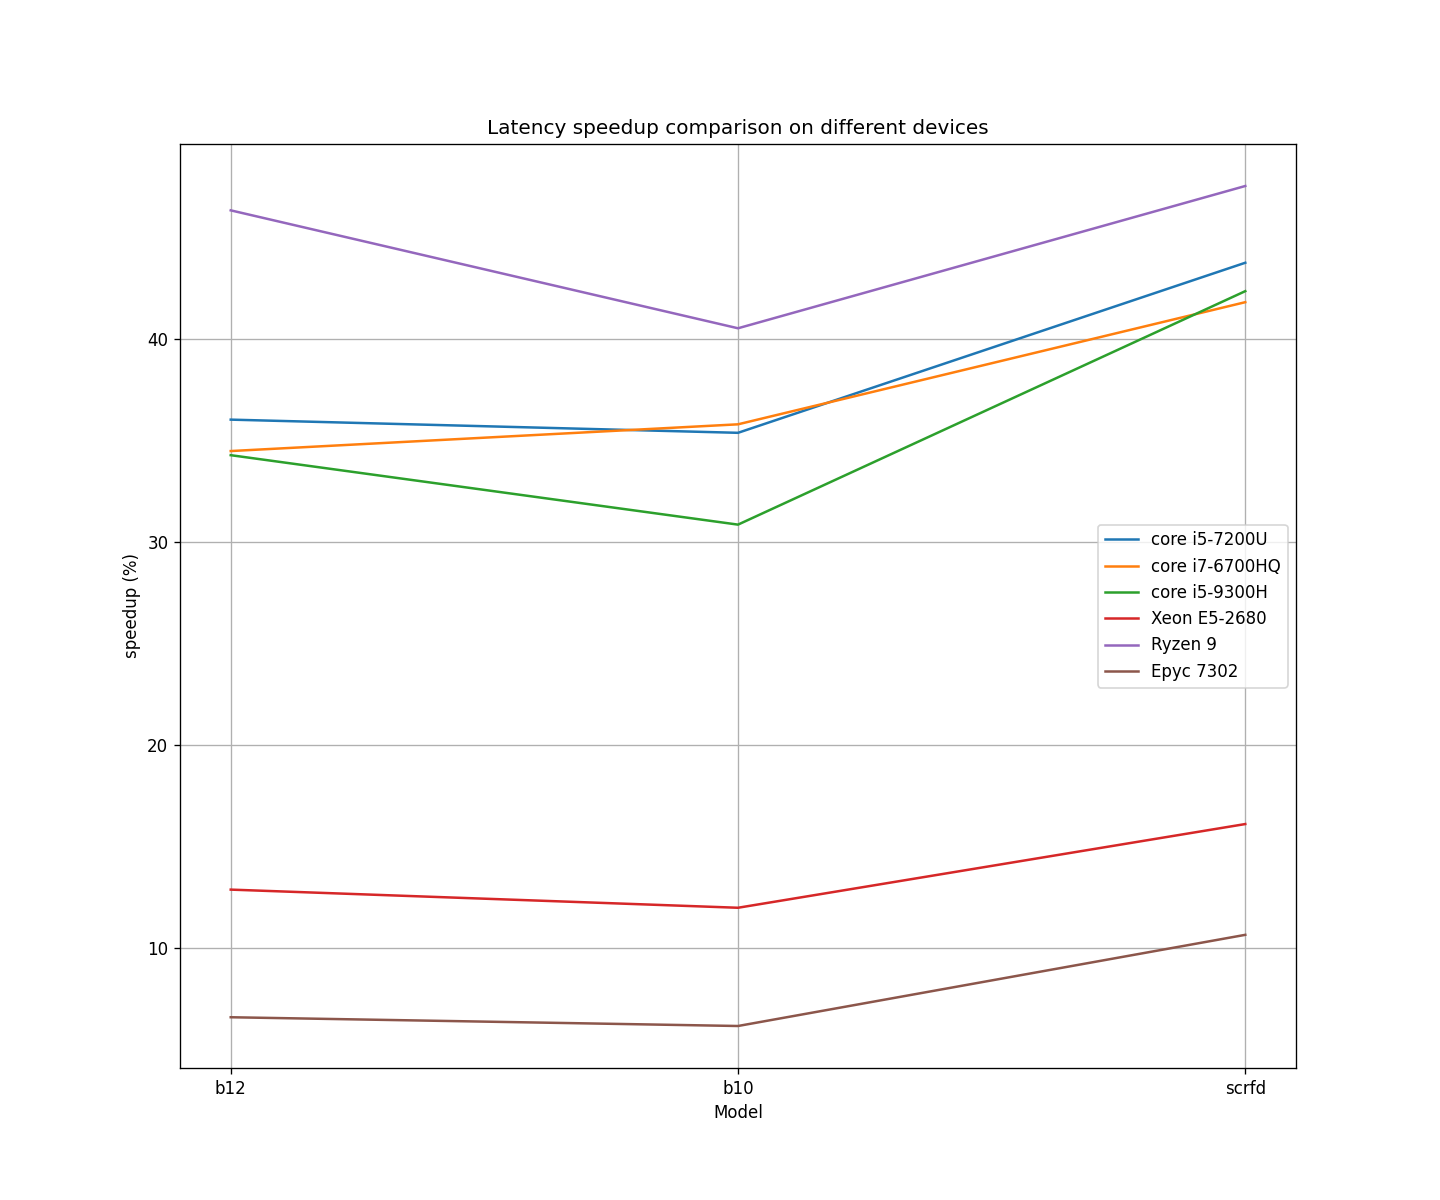 Latency speedup comparison on different devices
speedup (%)
40
30
20
10
core i5-7200U
core i7-6700HQ
core i5-9300H
Xeon E5-2680
Ryzen 9
Epyc 7302
b12
b10
scrfd
Model